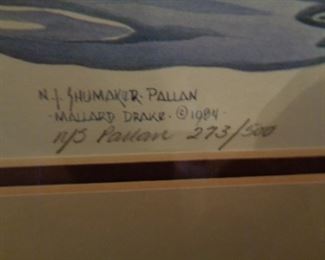 N.J. SHUMAKER-PALLAN
·MALLARD DRAKE·©1984·
n/s Pallan 273/500